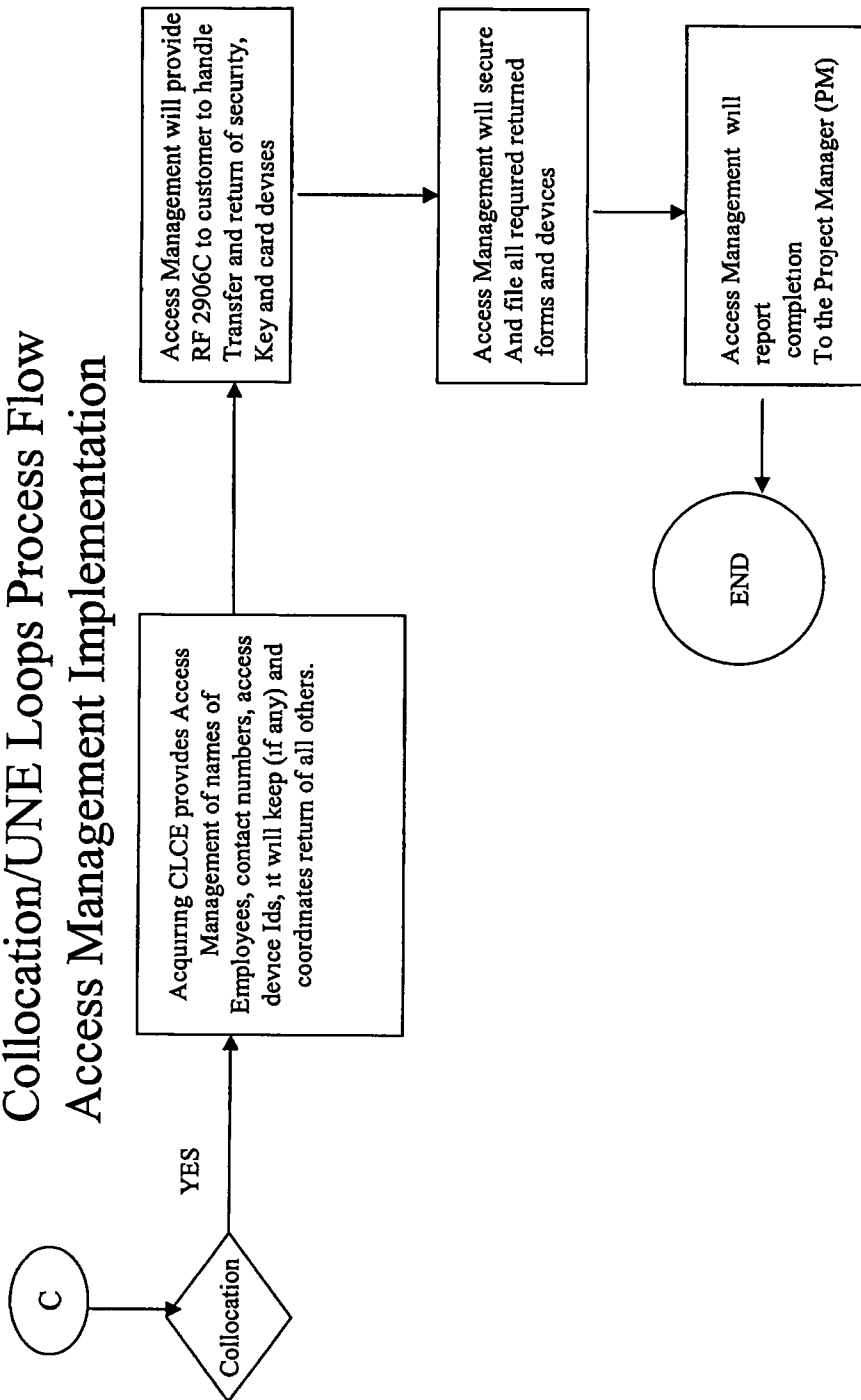 Collocation/UNE Loops Process Flow
Access Management Implementation
C
Collocation
YES
Acquiring CLCE provides Access
Management of names of
Employees, contact numbers, access
device Ids, it will keep (if any) and
coordinates return of all others.
Access Management will provide
RF 2906C to customer to handle
Transfer and return of security,
Key and card devises
Access Management will secure
And file all required returned
forms and devices
Access Management will
report
completion
To the Project Manager (PM)
END